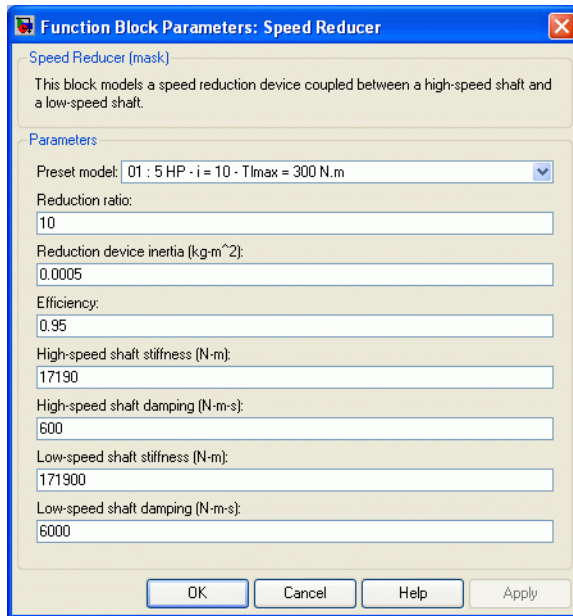 Function Block Parameters: Speed Reducer
Speed Reducer (mask)
This block models a speed reduction device coupled between a high-speed shaft and
a low-speed shaft.
Parameters
Preset model: 01 : 5 HP - i = 10 - Tlmax = 300 N.m
Reduction ratio:
10
Reduction device inertia (kg-m^2):
0.0005
Efficiency:
0.95
High-speed shaft stiffness (N-m):
17190
High-speed shaft damping (N-m-s):
600
Low-speed shaft stiffness (N-m):
171900
Low-speed shaft damping (N-m-s):
6000
OK Cancel Help Apply